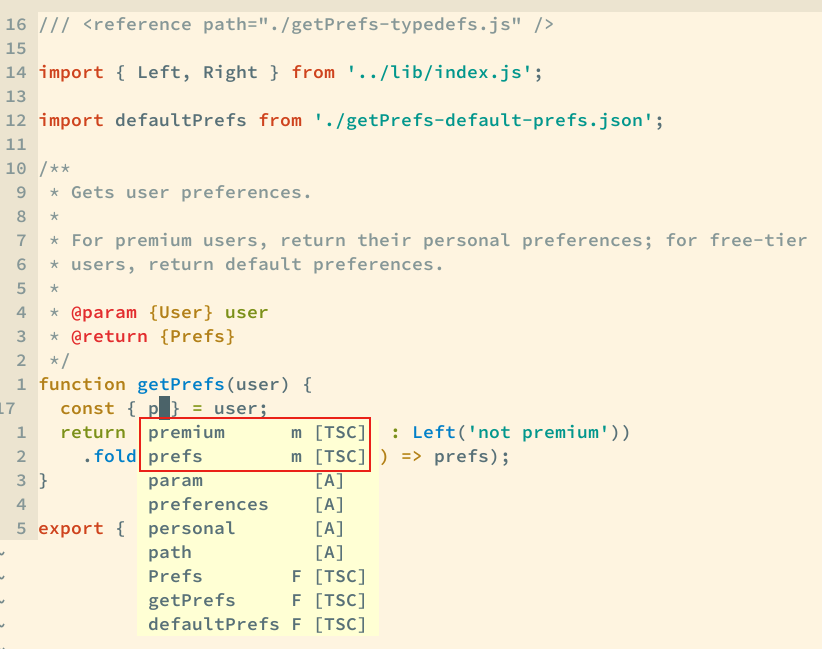 16 /// <reference path="./getPrefs-typedefs.js" />
15
14 import { Left, Right } from '../lib/index.js';
13
12 import defaultPrefs from './getPrefs-default-prefs.json';
11
10 /**
9 * Gets user preferences.
8 *
7 * For premium users, return their personal preferences; for free-tier
6 * users, return default preferences.
5 *
4 * @param {User} user
3 * @return {Prefs}
2 */
1 function getPrefs(user) {
17 const { p } = user;
1 return premium m [TSC] : Left('not premium'))
2 .fold prefs m [TSC] ) => prefs);
3 } param [A]
4 preferences [A]
5 export { personal [A]
~ path [A]
~ Prefs F [TSC]
~ getPrefs F [TSC]
~ defaultPrefs F [TSC]
~